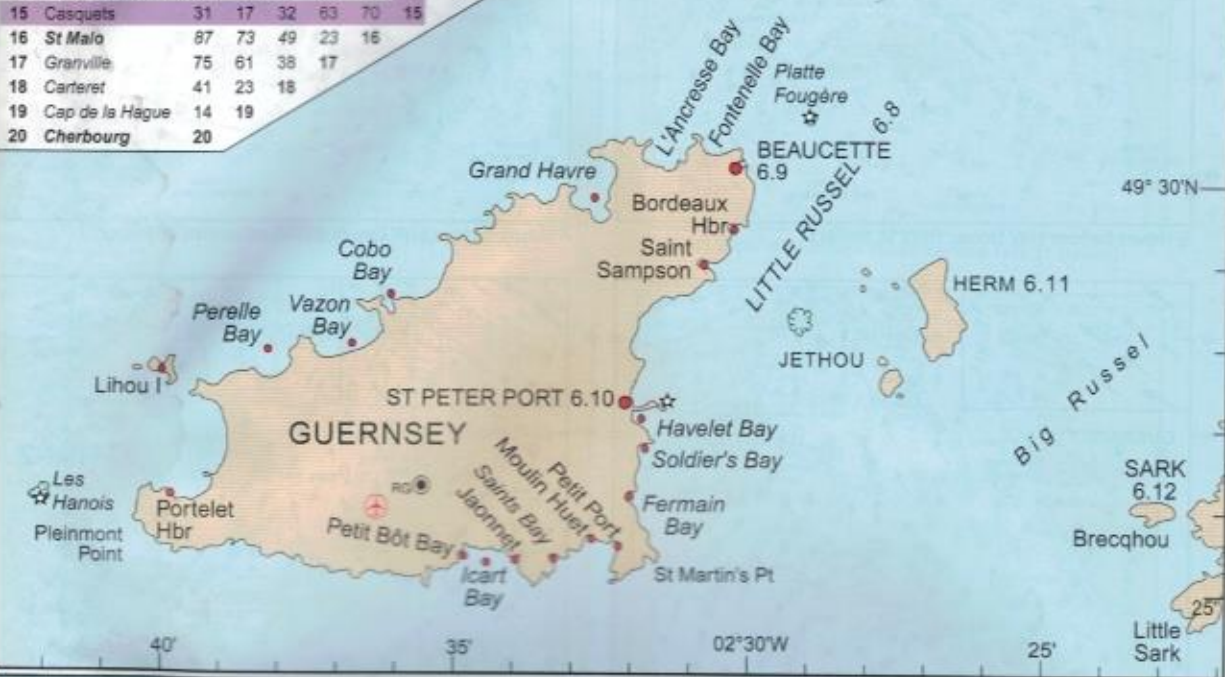 15 Casquets 31 17 32 63 70 15
16 St Malo 87 73 49 23 16
17 Granville 75 61 38 17
18 Carteret 41 23 18
19 Cap de la Hague 14 19
20 Cherbourg 20
L'Ancresse Bay
Fontenelle Bay
Platte
Fougère
LITTLE RUSSEL 6.8
BEAUCETTE
6.9
Grand Havre
49° 30'N
Bordeaux
Hbr
Saint
Sampson
Cobo
Bay
HERM 6.11
Vazon
Bay
Perelle
Bay
JETHOU
Lihou I
Big Russel
ST PETER PORT 6.10
GUERNSEY
Havelet Bay
Soldier's Bay
SARK
6.12
Les
Hanois
RG
Petit Port
Moulin Huet
Saints Bay
Jaonnet
Fermain
Bay
Portelet
Hbr
Pleinmont
Point
Petit Bôt Bay
Brecqhou
Icart
Bay
St Martin's Pt
25'
Little
Sark
40' 35' 02°30'W 25'